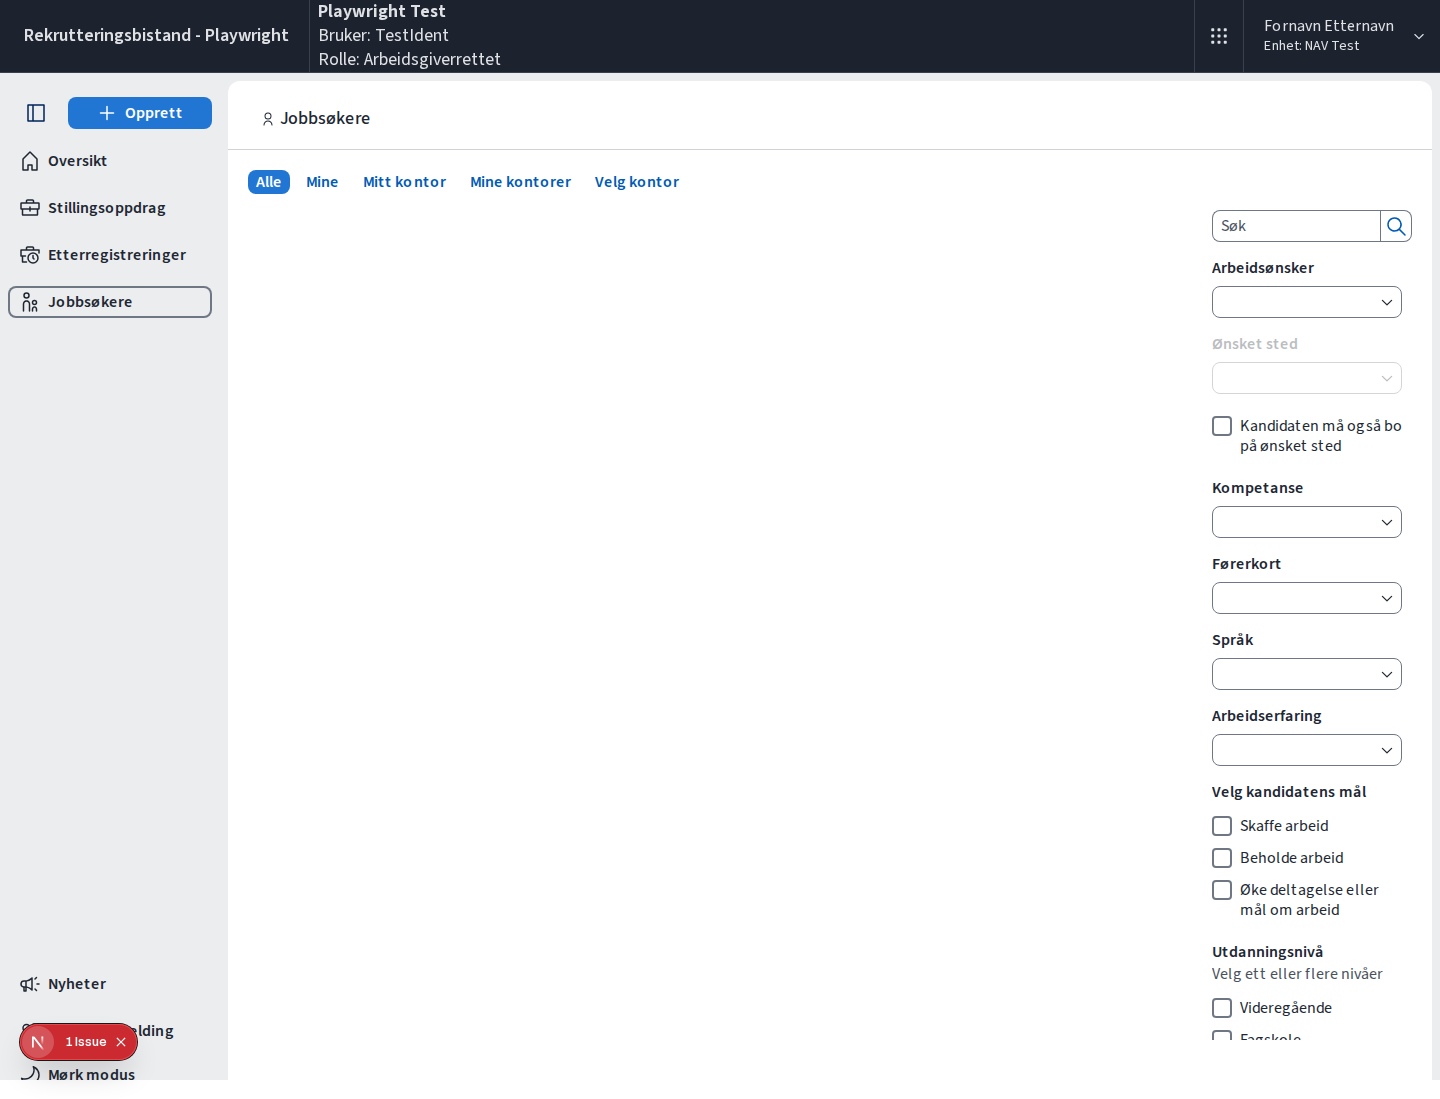 Rekrutteringsbistand - Playwright
Playwright Test
Bruker: TestIdent
Rolle: Arbeidsgiverrettet
Fornavn Etternavn
Enhet: NAV Test
Opprett
Oversikt
Stillingsoppdrag
Etterregistreringer
Jobbsøkere
Nyheter
1 Issue
Mørk modus
Jobbsøkere
Alle
Mine
Mitt kontor
Mine kontorer
Velg kontor
Søk
Arbeidsønsker
Ønsket sted
Kandidaten må også bo
på ønsket sted
Kompetanse
Førerkort
Språk
Arbeidserfaring
Velg kandidatens mål
Skaffe arbeid
Beholde arbeid
Øke deltagelse eller
mål om arbeid
Utdanningsnivå
Velg ett eller flere nivåer
Videregående
Fagskole